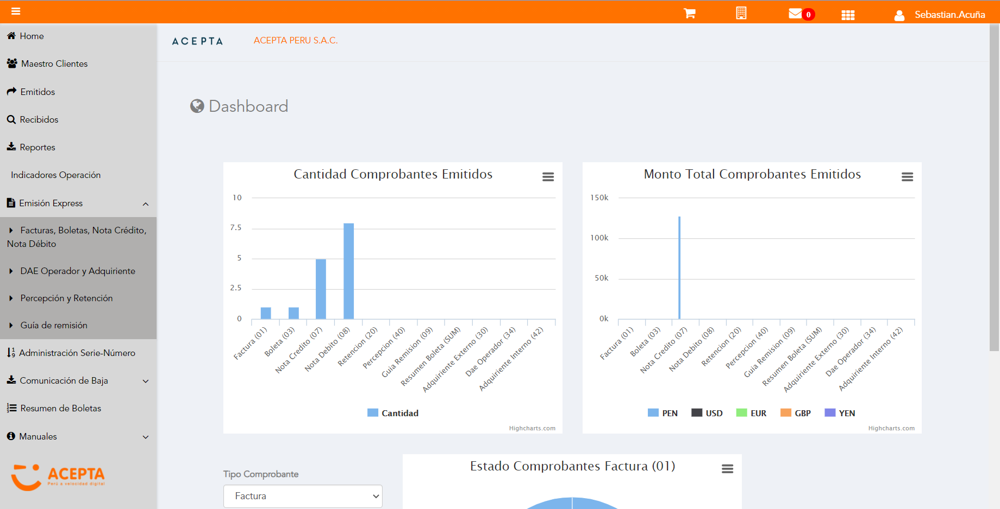 0
Sebastian.Acuña
Home
Maestro Clientes
Emitidos
Recibidos
Reportes
Indicadores Operación
Emisión Express
Facturas, Boletas, Nota Crédito,
Nota Débito
DAE Operador y Adquiriente
Percepción y Retención
Guía de remisión
Administración Serie-Número
Comunicación de Baja
Resumen de Boletas
Manuales
ACEPTA
Perú a velocidad digital
ACEPTA
ACEPTA PERU S.A.C.
Dashboard
Cantidad Comprobantes Emitidos
10
7.5
5
2.5
0
Factura (01)
Boleta (03)
Nota Credito (07)
Nota Debito (08)
Retencion (20)
Percepcion (40)
Guia Remision (09)
Resumen Boleta (SUM)
Adquiriente Externo (30)
Dae Operador (34)
Adquiriente Interno (42)
Cantidad
Highcharts.com
Monto Total Comprobantes Emitidos
150k
100k
50k
0k
Factura (01)
Boleta (03)
Nota Credito (07)
Nota Debito (08)
Retencion (20)
Percepcion (40)
Guia Remision (09)
Resumen Boleta (SUM)
Adquiriente Externo (30)
Dae Operador (34)
Adquiriente Interno (42)
PEN USD EUR GBP YEN
Highcharts.com
Tipo Comprobante
Factura
Estado Comprobantes Factura (01)